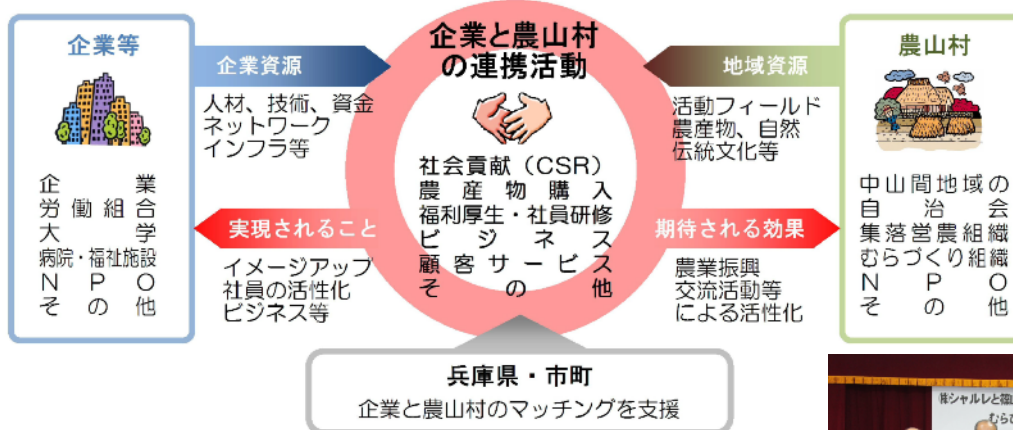 企業等
企業
労働組合
大学
病院・福祉施設
NPO
その他
企業資源
人材、技術、資金
ネットワーク
インフラ等
実現されること
イメージアップ
社員の活性化
ビジネス等
企業と農山村
の連携活動
社会貢献（CSR）
農産物購入
福利厚生・社員研修
ビジネス
顧客サービス
その他
地域資源
活動フィールド
農産物、自然
伝統文化等
期待される効果
農業振興
交流活動等
による活性化
農山村
中山間地域の
自治会
集落営農組織
むらづくり組織
NPO
その他
兵庫県・市町
企業と農山村のマッチングを支援
㈱シャルレと